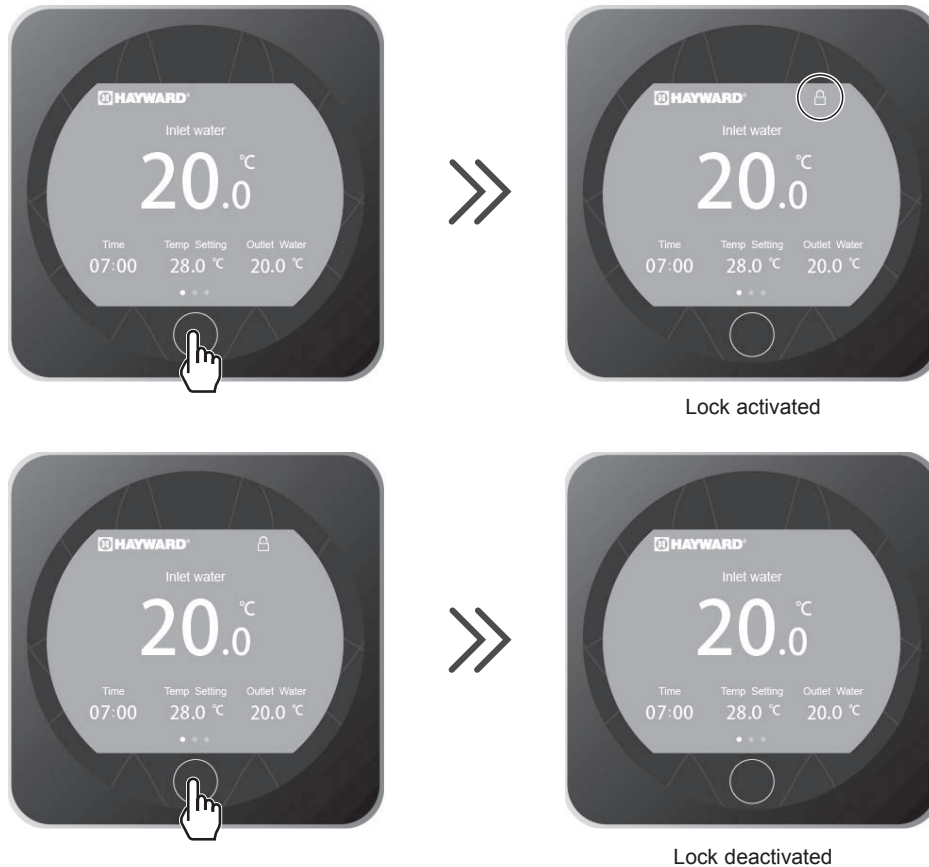 HAYWARD®
Inlet water
20.0 °C
Time Temp Setting Outlet Water
07:00 28.0 °C 20.0 °C
HAYWARD®
Inlet water
20.0 °C
Time Temp Setting Outlet Water
07:00 28.0 °C 20.0 °C
Lock activated
HAYWARD®
Inlet water
20.0 °C
Time Temp Setting Outlet Water
07:00 28.0 °C 20.0 °C
HAYWARD®
Inlet water
20.0 °C
Time Temp Setting Outlet Water
07:00 28.0 °C 20.0 °C
Lock deactivated